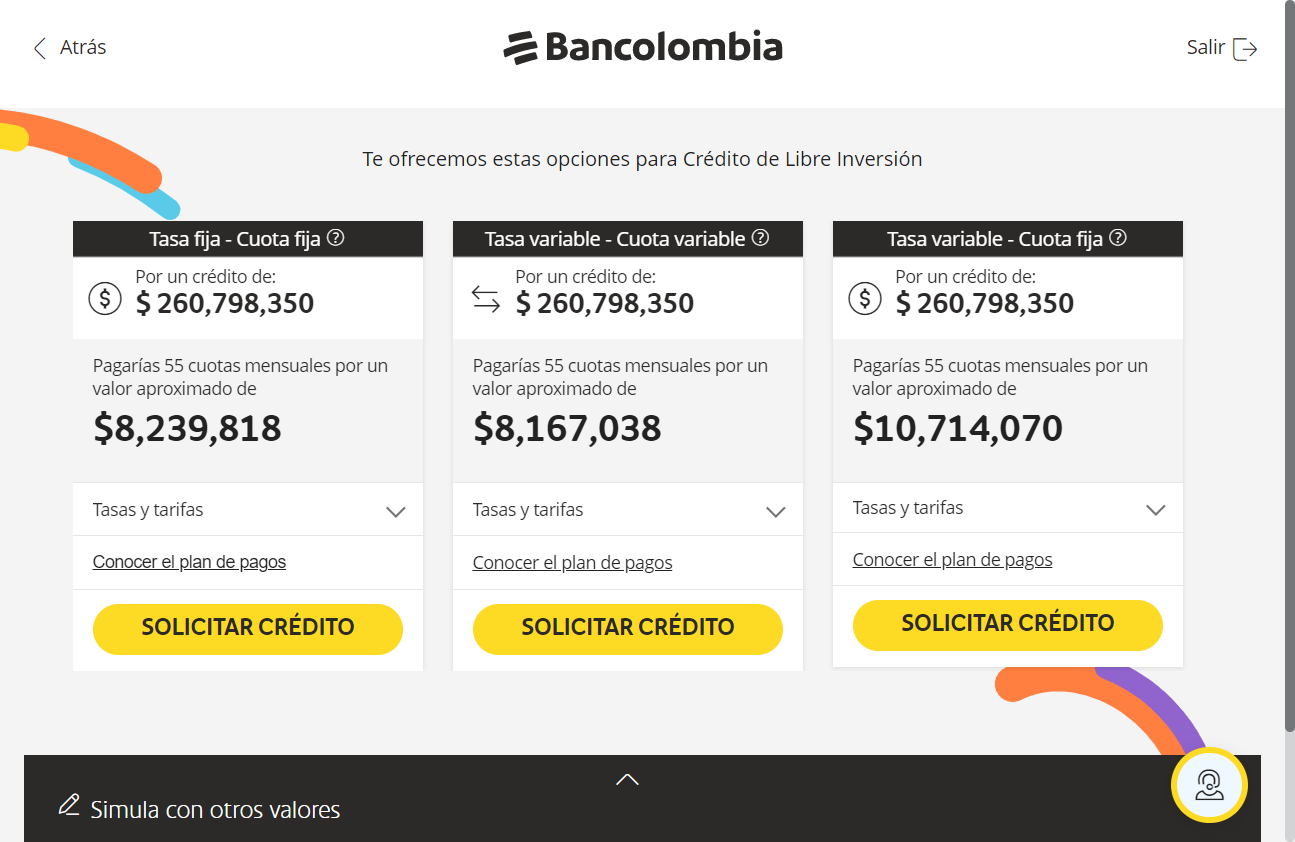 Atrás
Bancolombia
Salir
Te ofrecemos estas opciones para Crédito de Libre Inversión
Tasa fija - Cuota fija ?
Por un crédito de:
$ 260,798,350
Pagarías 55 cuotas mensuales por un
valor aproximado de
$8,239,818
Tasas y tarifas
Conocer el plan de pagos
SOLICITAR CRÉDITO
Tasa variable - Cuota variable ?
Por un crédito de:
$ 260,798,350
Pagarías 55 cuotas mensuales por un
valor aproximado de
$8,167,038
Tasas y tarifas
Conocer el plan de pagos
SOLICITAR CRÉDITO
Tasa variable - Cuota fija ?
Por un crédito de:
$ 260,798,350
Pagarías 55 cuotas mensuales por un
valor aproximado de
$10,714,070
Tasas y tarifas
Conocer el plan de pagos
SOLICITAR CRÉDITO
Simula con otros valores